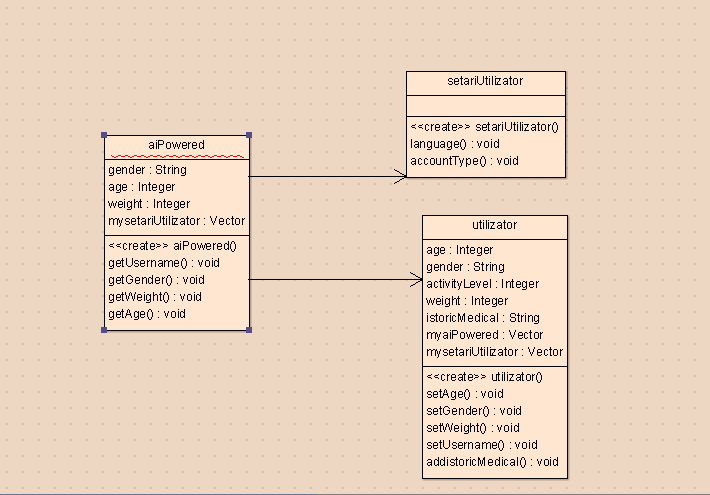 setariUtilizator
<<create>> setariUtilizator()
language() : void
accountType() : void
aiPowered
gender : String
age : Integer
weight : Integer
mysetariUtilizator : Vector
<<create>> aiPowered()
getUsername() : void
getGender() : void
getWeight() : void
getAge() : void
utilizator
age : Integer
gender : String
activityLevel : Integer
weight : Integer
istoricMedical : String
myaiPowered : Vector
mysetariUtilizator : Vector
<<create>> utilizator()
setAge() : void
setGender() : void
setWeight() : void
setUsername() : void
addistoricMedical() : void